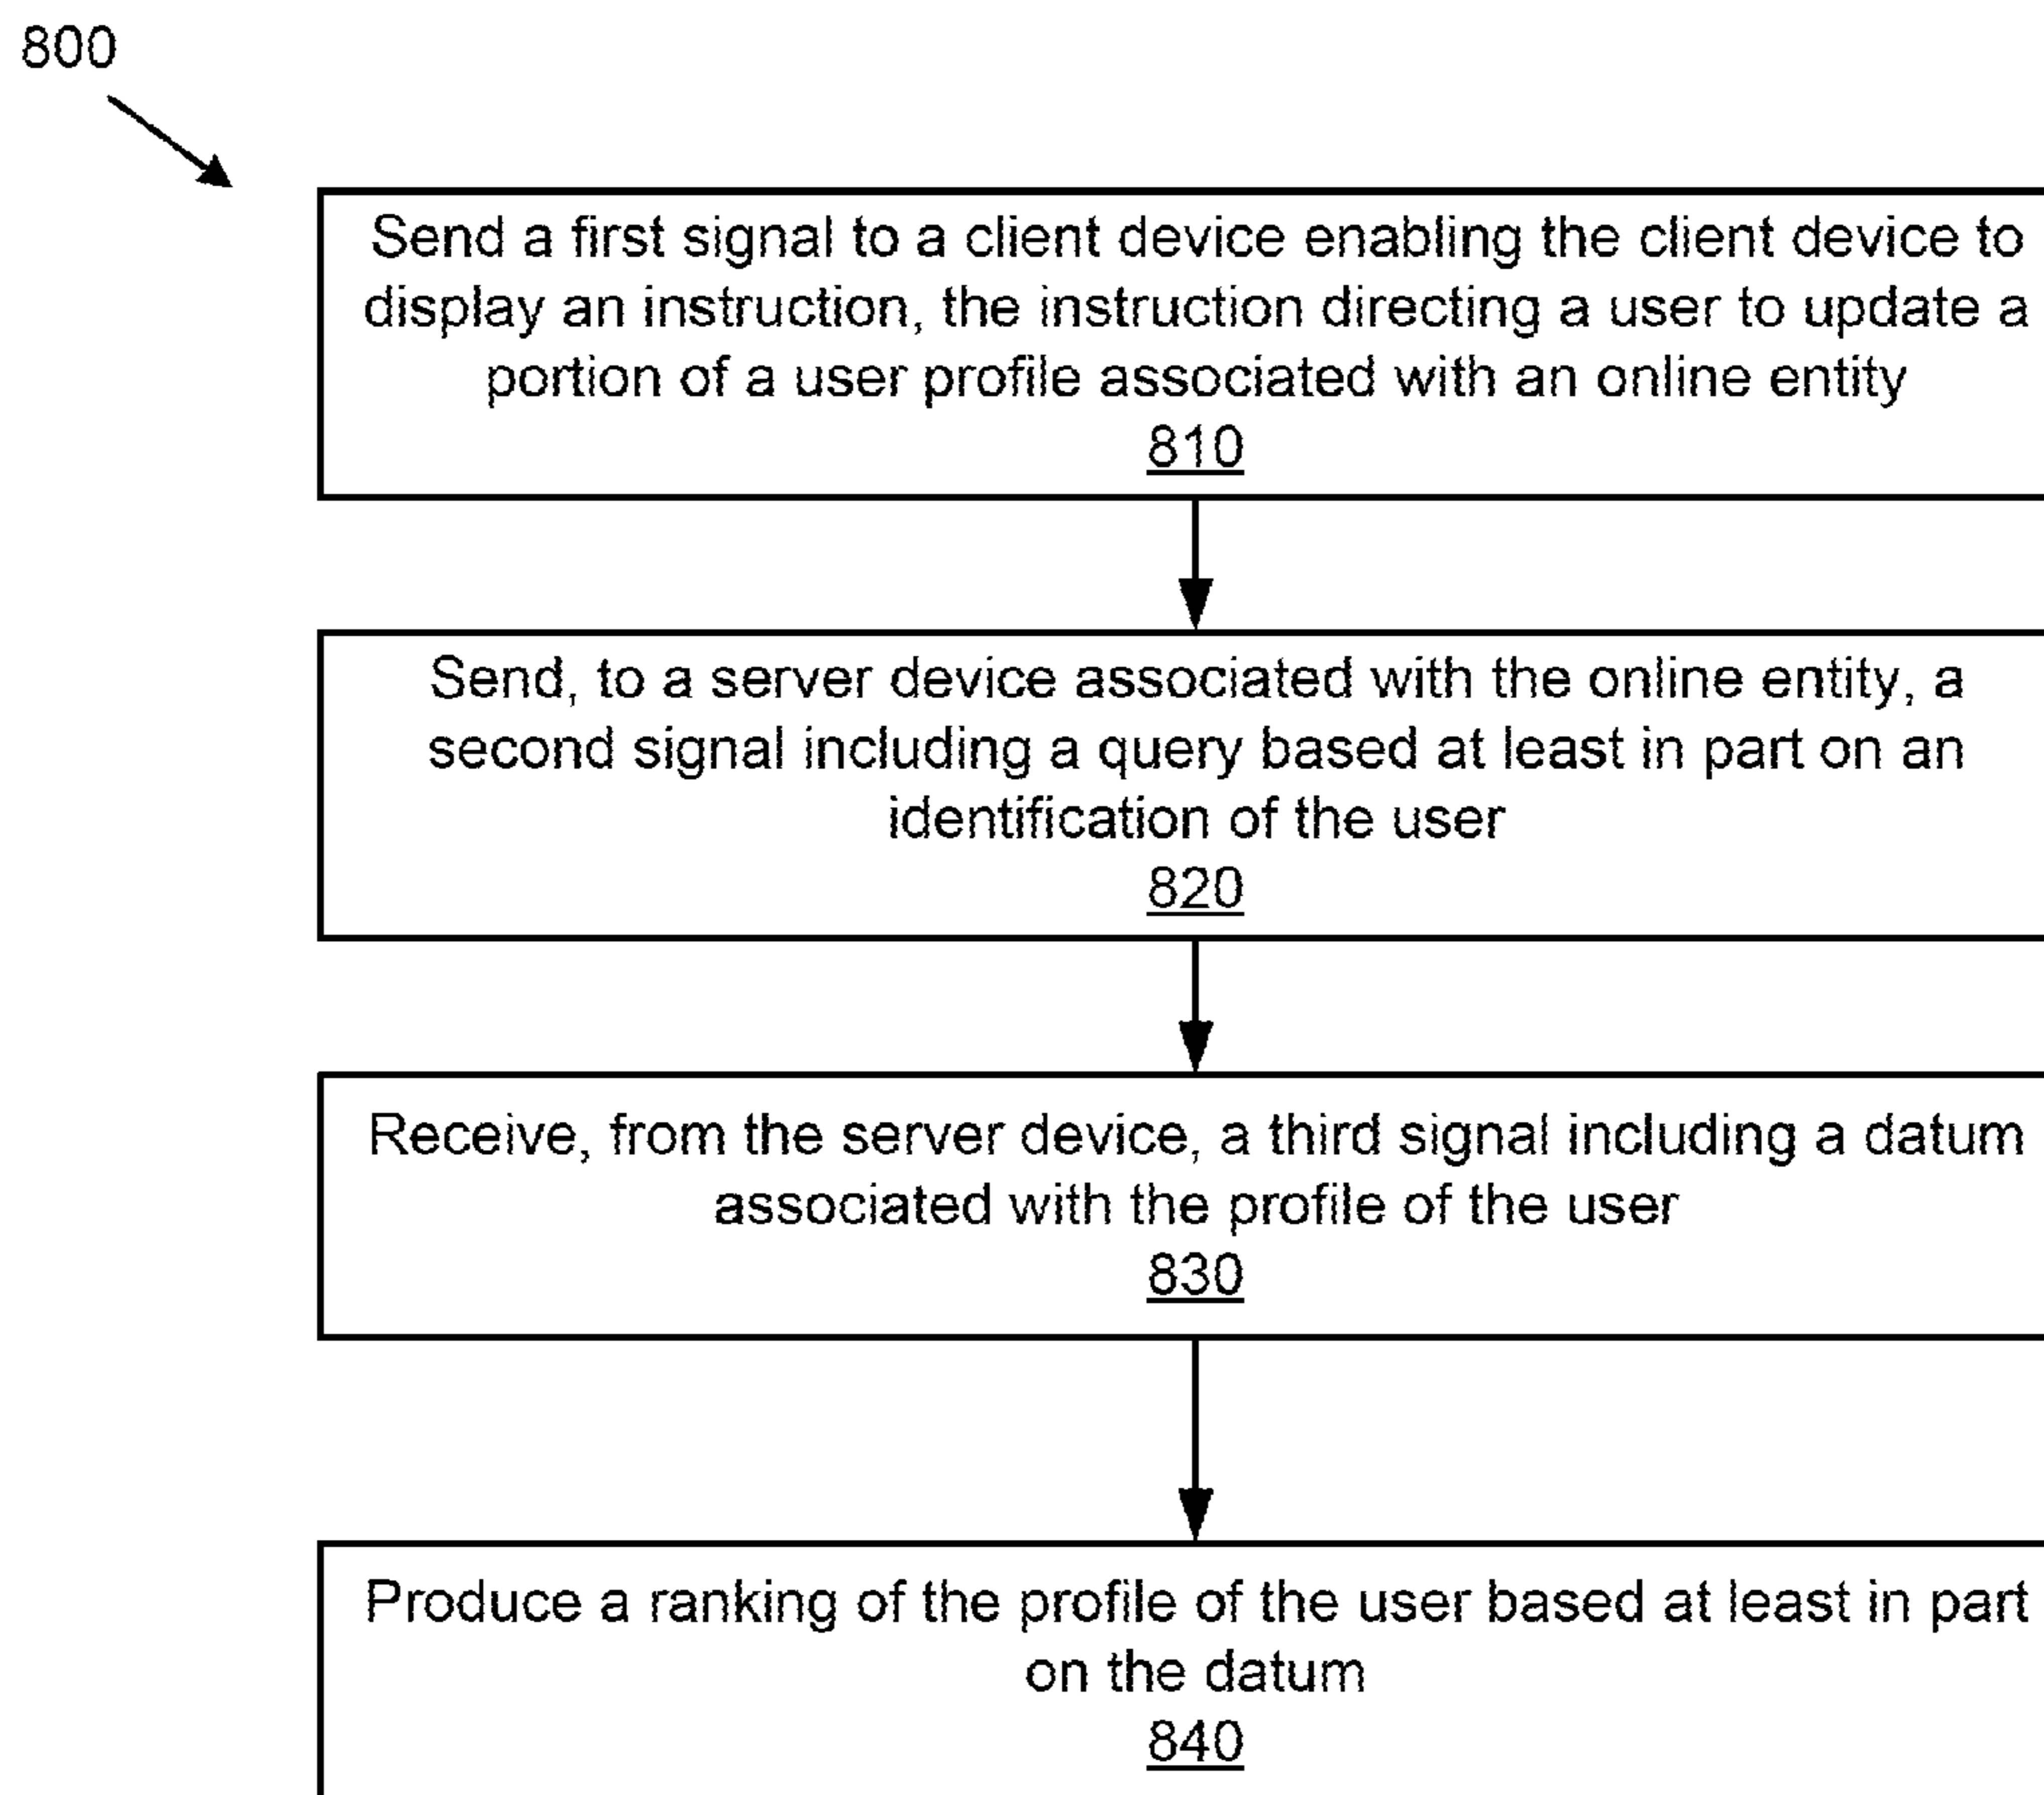 800
Send a first signal to a client device enabling the client device to
display an instruction, the instruction directing a user to update a
portion of a user profile associated with an online entity
810
Send, to a server device associated with the online entity, a
second signal including a query based at least in part on an
identification of the user
820
Receive, from the server device, a third signal including a datum
associated with the profile of the user
830
Produce a ranking of the profile of the user based at least in part
on the datum
840